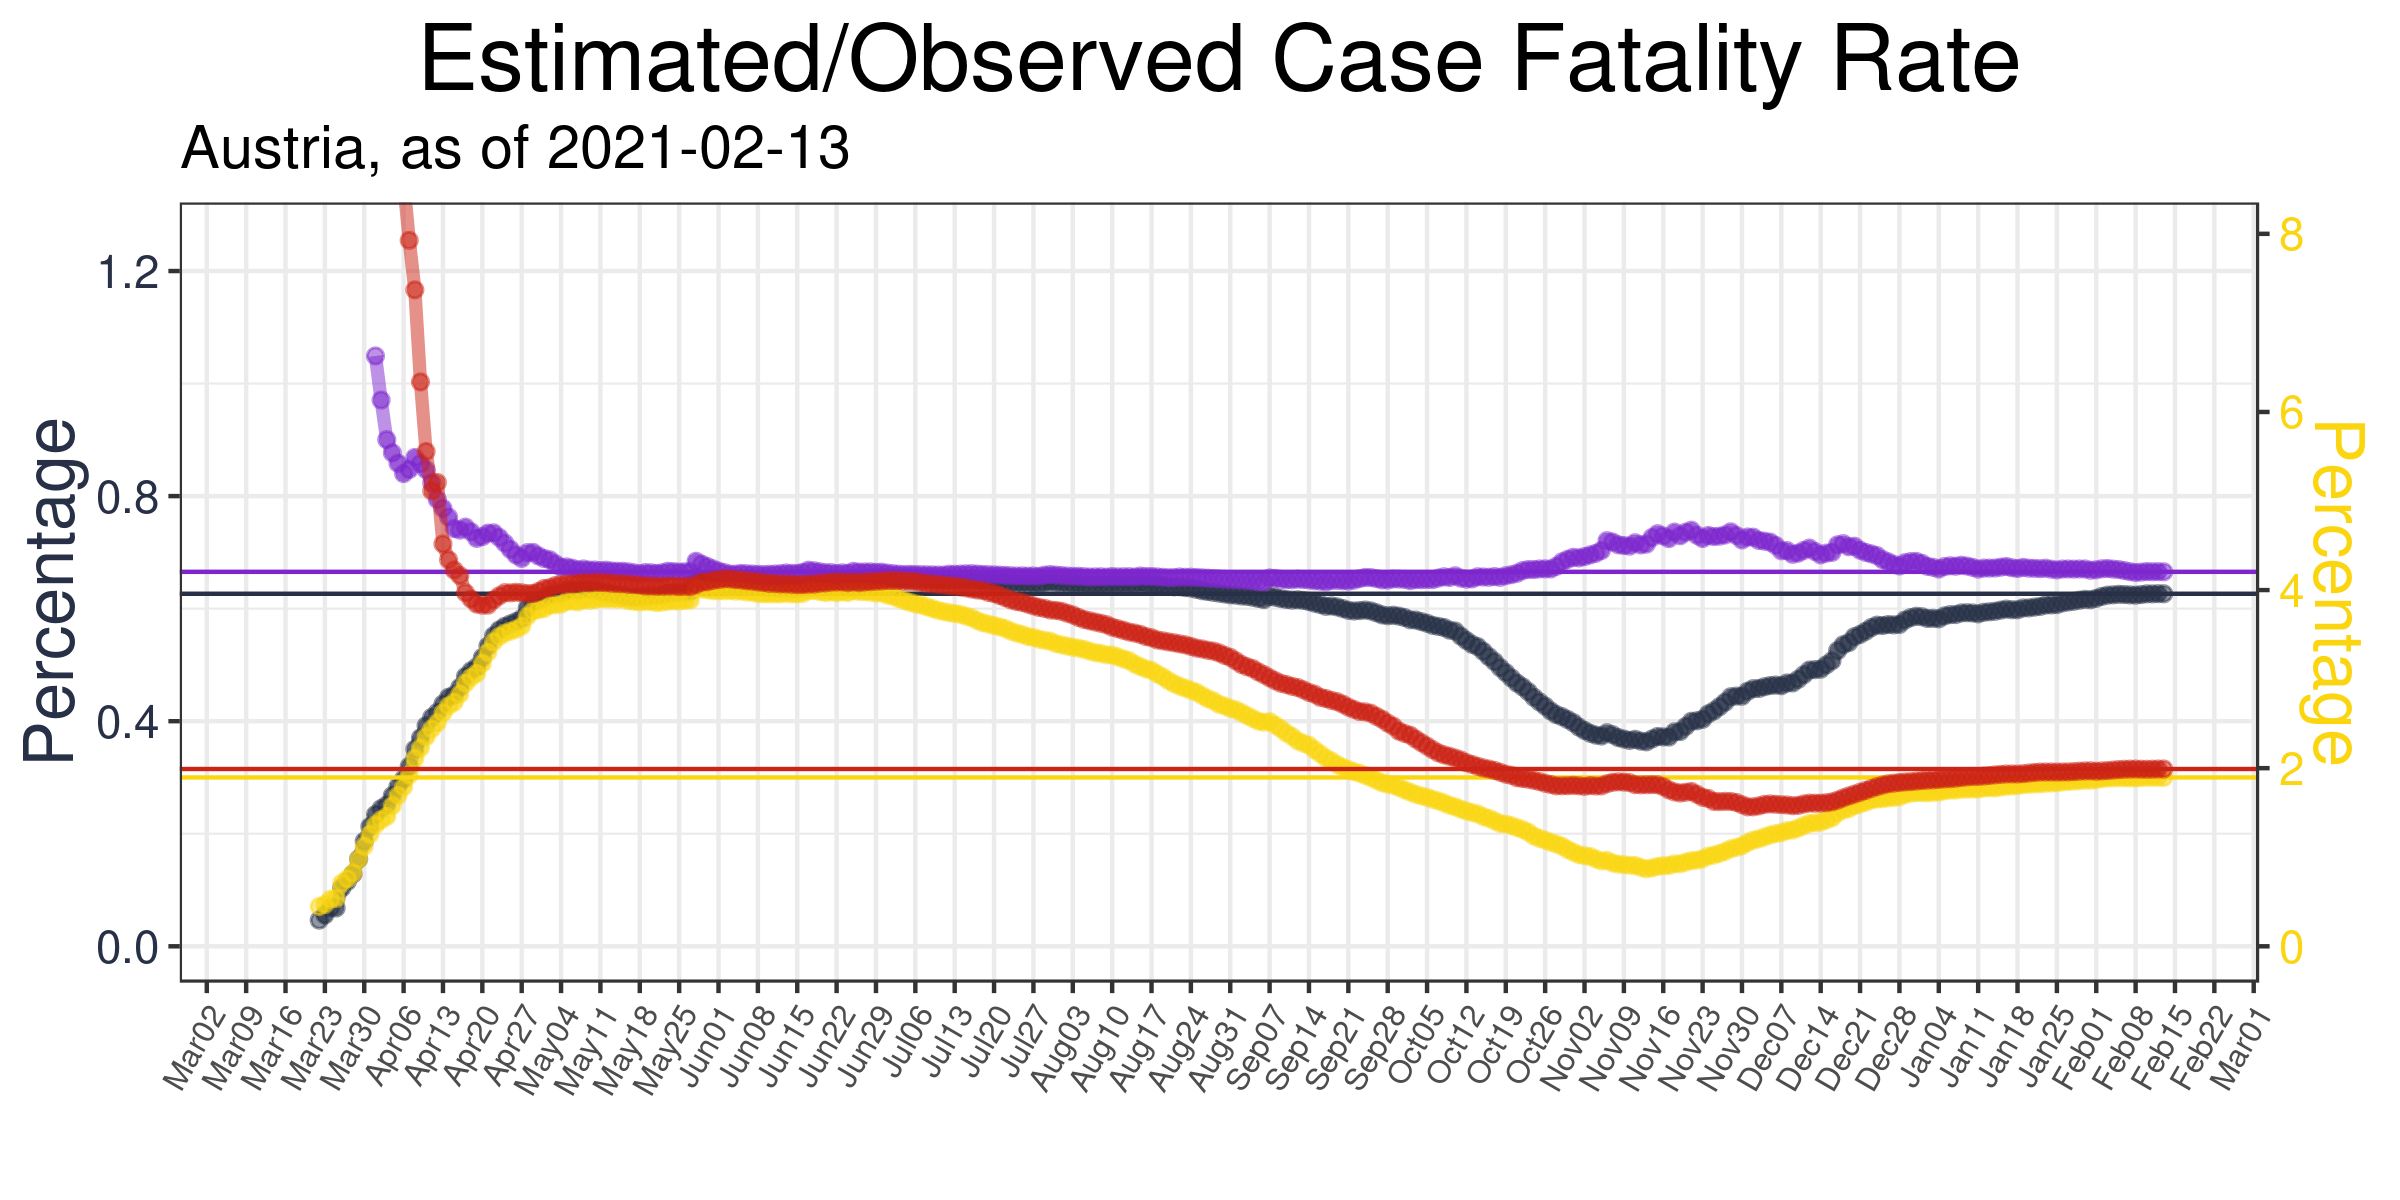 Estimated/Observed Case Fatality Rate
Austria, as of 2021-02-13
Percentage
1.2
0.8
0.4
0.0
8
6
4
2
0
Percentage
Mar02
Mar09
Mar16
Mar23
Mar30
Apr06
Apr13
Apr20
Apr27
May04
May11
May18
May25
Jun01
Jun08
Jun15
Jun22
Jun29
Jul06
Jul13
Jul20
Jul27
Aug03
Aug10
Aug17
Aug24
Aug31
Sep07
Sep14
Sep21
Sep28
Oct05
Oct12
Oct19
Oct26
Nov02
Nov09
Nov16
Nov23
Nov30
Dec07
Dec14
Dec21
Dec28
Jan04
Jan11
Jan18
Jan25
Feb01
Feb08
Feb15
Feb22
Mar01